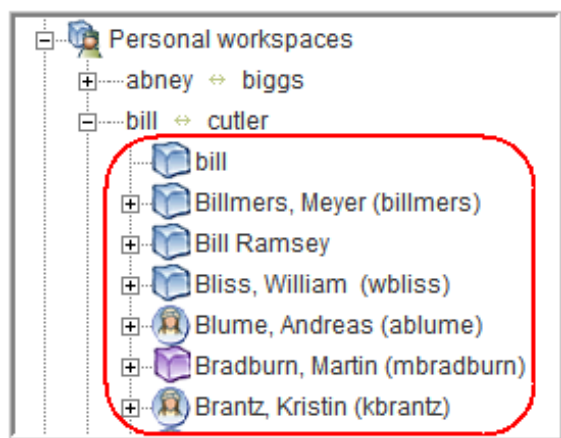 Personal workspaces
abney ↔ biggs
bill ↔ cutler
bill
Billmers, Meyer (billmers)
Bill Ramsey
Bliss, William (wbliss)
Blume, Andreas (ablume)
Bradburn, Martin (mbradburn)
Brantz, Kristin (kbrantz)